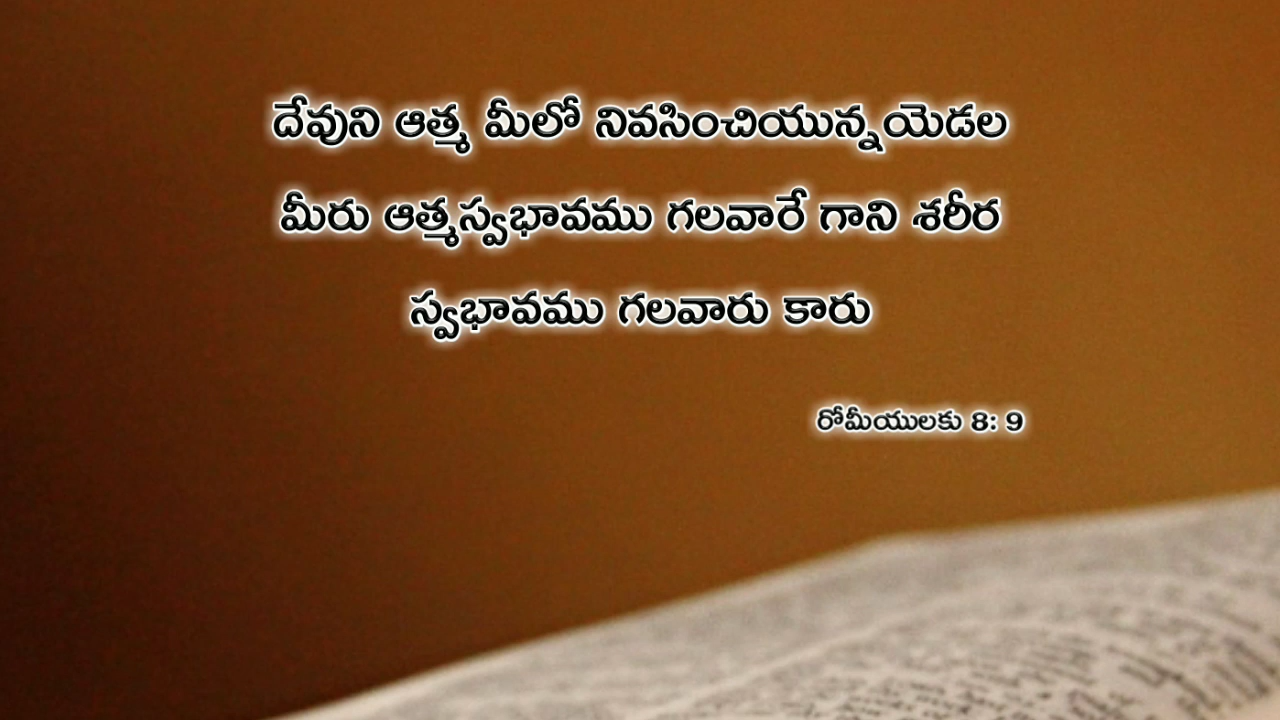 దేవుని ఆత్మ మీలో నివసించియున్నయెడల
మీరు ఆత్మస్వభావము గలవారే గాని శరీర
స్వభావము గలవారు కారు
రోమీయులకు 8: 9